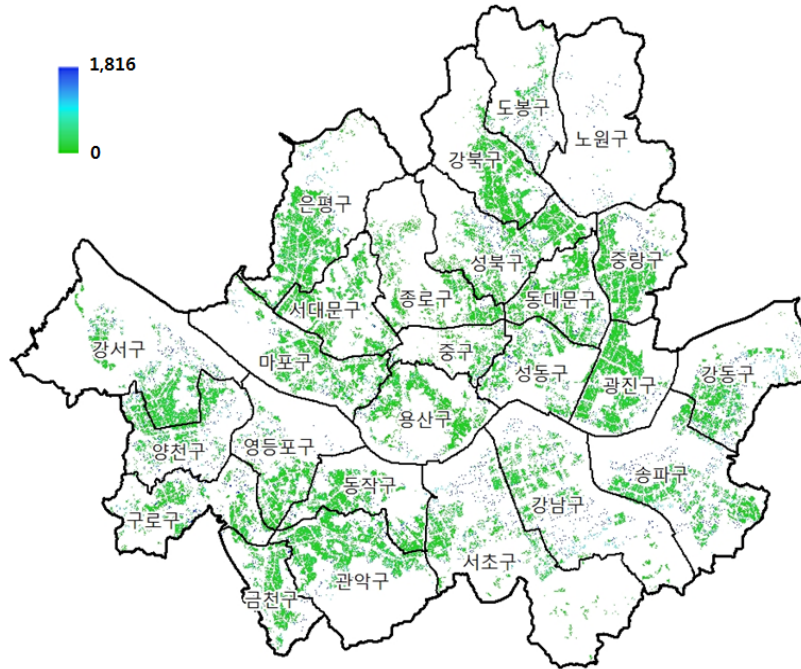 1,816
0
도봉구
노원구
강북구
은평구
성북구
중랑구
서대문구
종로구
동대문구
강서구
마포구
중구
성동구
광진구
강동구
용산구
양천구
영등포구
동작구
송파구
구로구
강남구
서초구
관악구
금천구